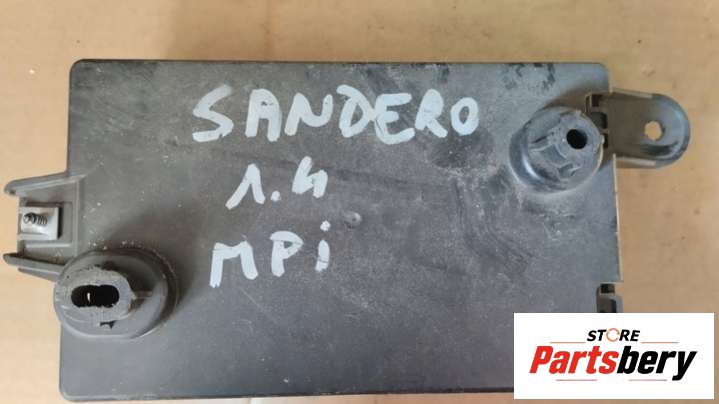 SANDERO
1.4
MPi
STORE
Partsbery